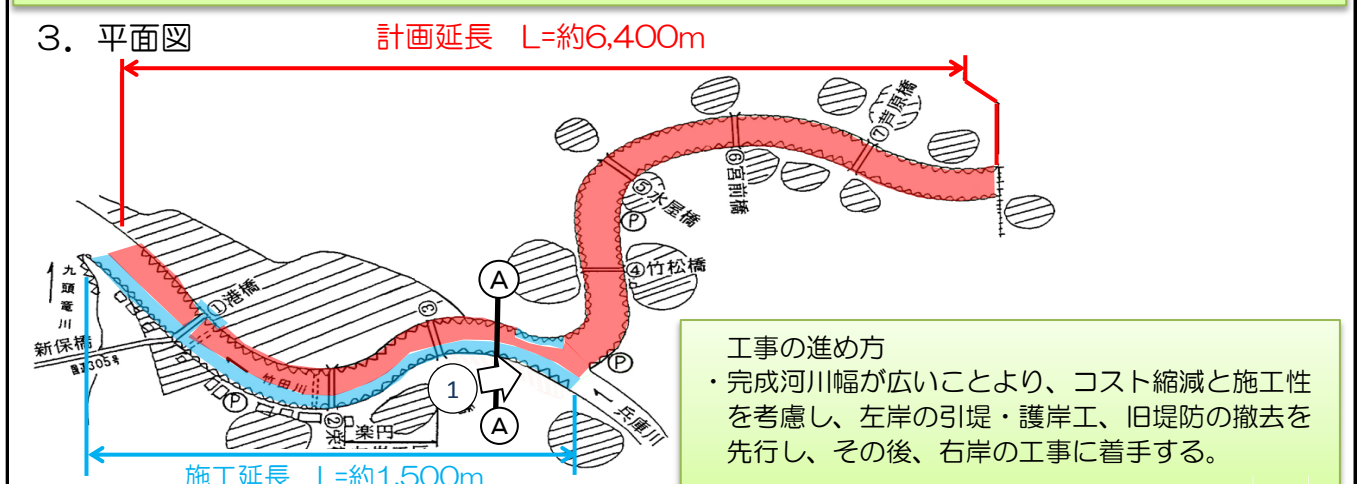 3．平面図
計画延長　L=約6,400m
⑦芦原橋
⑥宮前橋
⑤水屋橋
P
④竹松橋
A
③
①港橋
九頭竜川
新保橋
305号
竹田川
1
P
P
兵庫川
②栄
楽円
A
施工延長　L=約1,500m
工事の進め方
・完成河川幅が広いことより、コスト縮減と施工性
を考慮し、左岸の引堤・護岸工、旧堤防の撤去を
先行し、その後、右岸の工事に着手する。